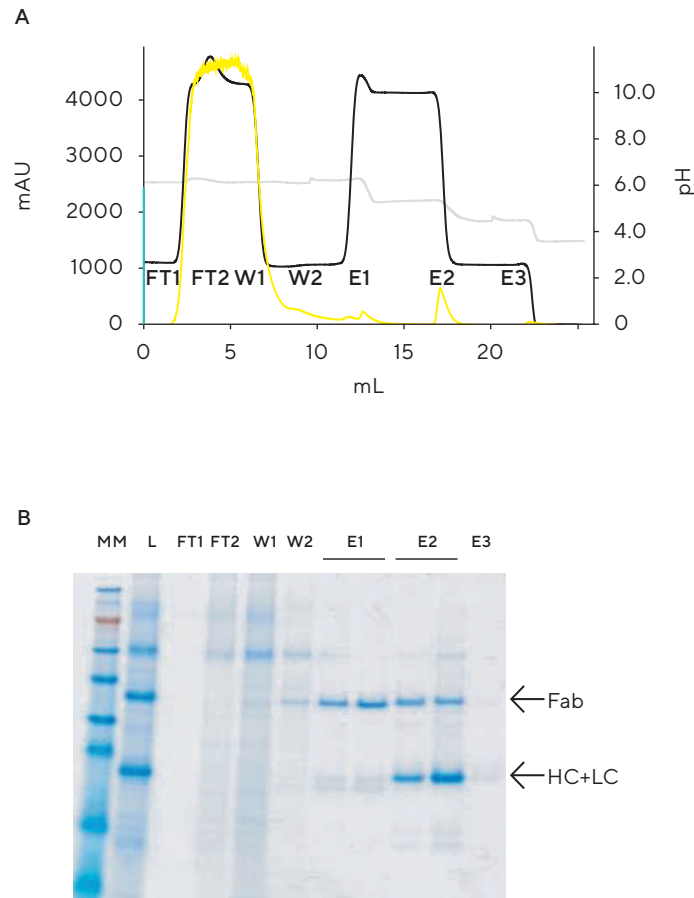 A
4000
3000
2000
1000
0
mAU
10.0
8.0
6.0
4.0
2.0
0
pH
FT1 FT2 W1 W2 E1 E2 E3
0 5 10 15 20
mL
B
MM L FT1 FT2 W1 W2 E1 E2 E3
Fab
HC+LC